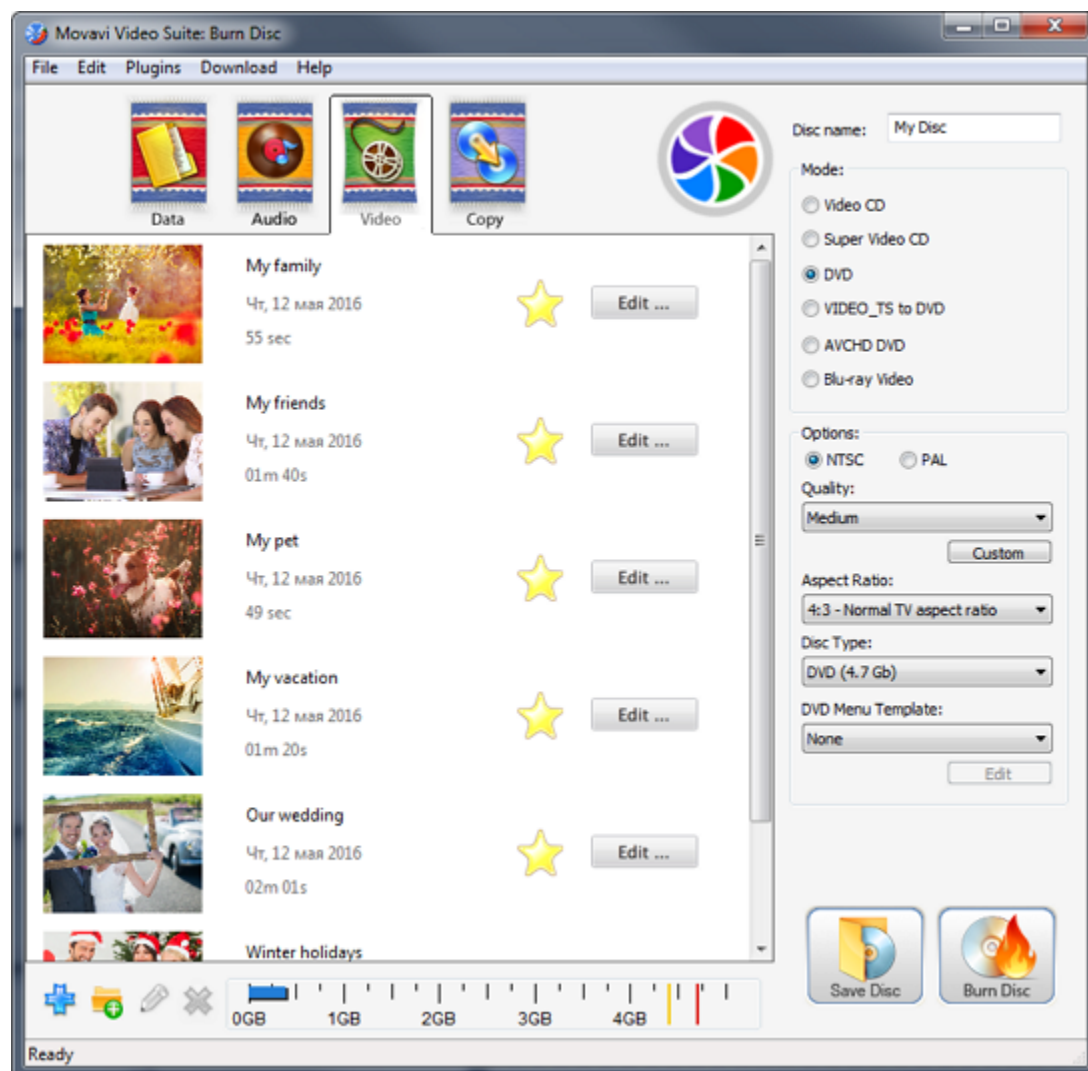 Movavi Video Suite: Burn Disc
File Edit Plugins Download Help
Data Audio Video Copy
My family
Чт, 12 мая 2016
55 sec
Edit ...
My friends
Чт, 12 мая 2016
01m 40s
Edit ...
My pet
Чт, 12 мая 2016
49 sec
Edit ...
My vacation
Чт, 12 мая 2016
01m 20s
Edit ...
Our wedding
Чт, 12 мая 2016
02m 01s
Edit ...
Winter holidays
0GB 1GB 2GB 3GB 4GB
Ready
Disc name: My Disc
Mode:
Video CD
Super Video CD
DVD
VIDEO_TS to DVD
AVCHD DVD
Blu-ray Video
Options:
NTSC PAL
Quality:
Medium
Custom
Aspect Ratio:
4:3 - Normal TV aspect ratio
Disc Type:
DVD (4.7 Gb)
DVD Menu Template:
None
Edit
Save Disc Burn Disc